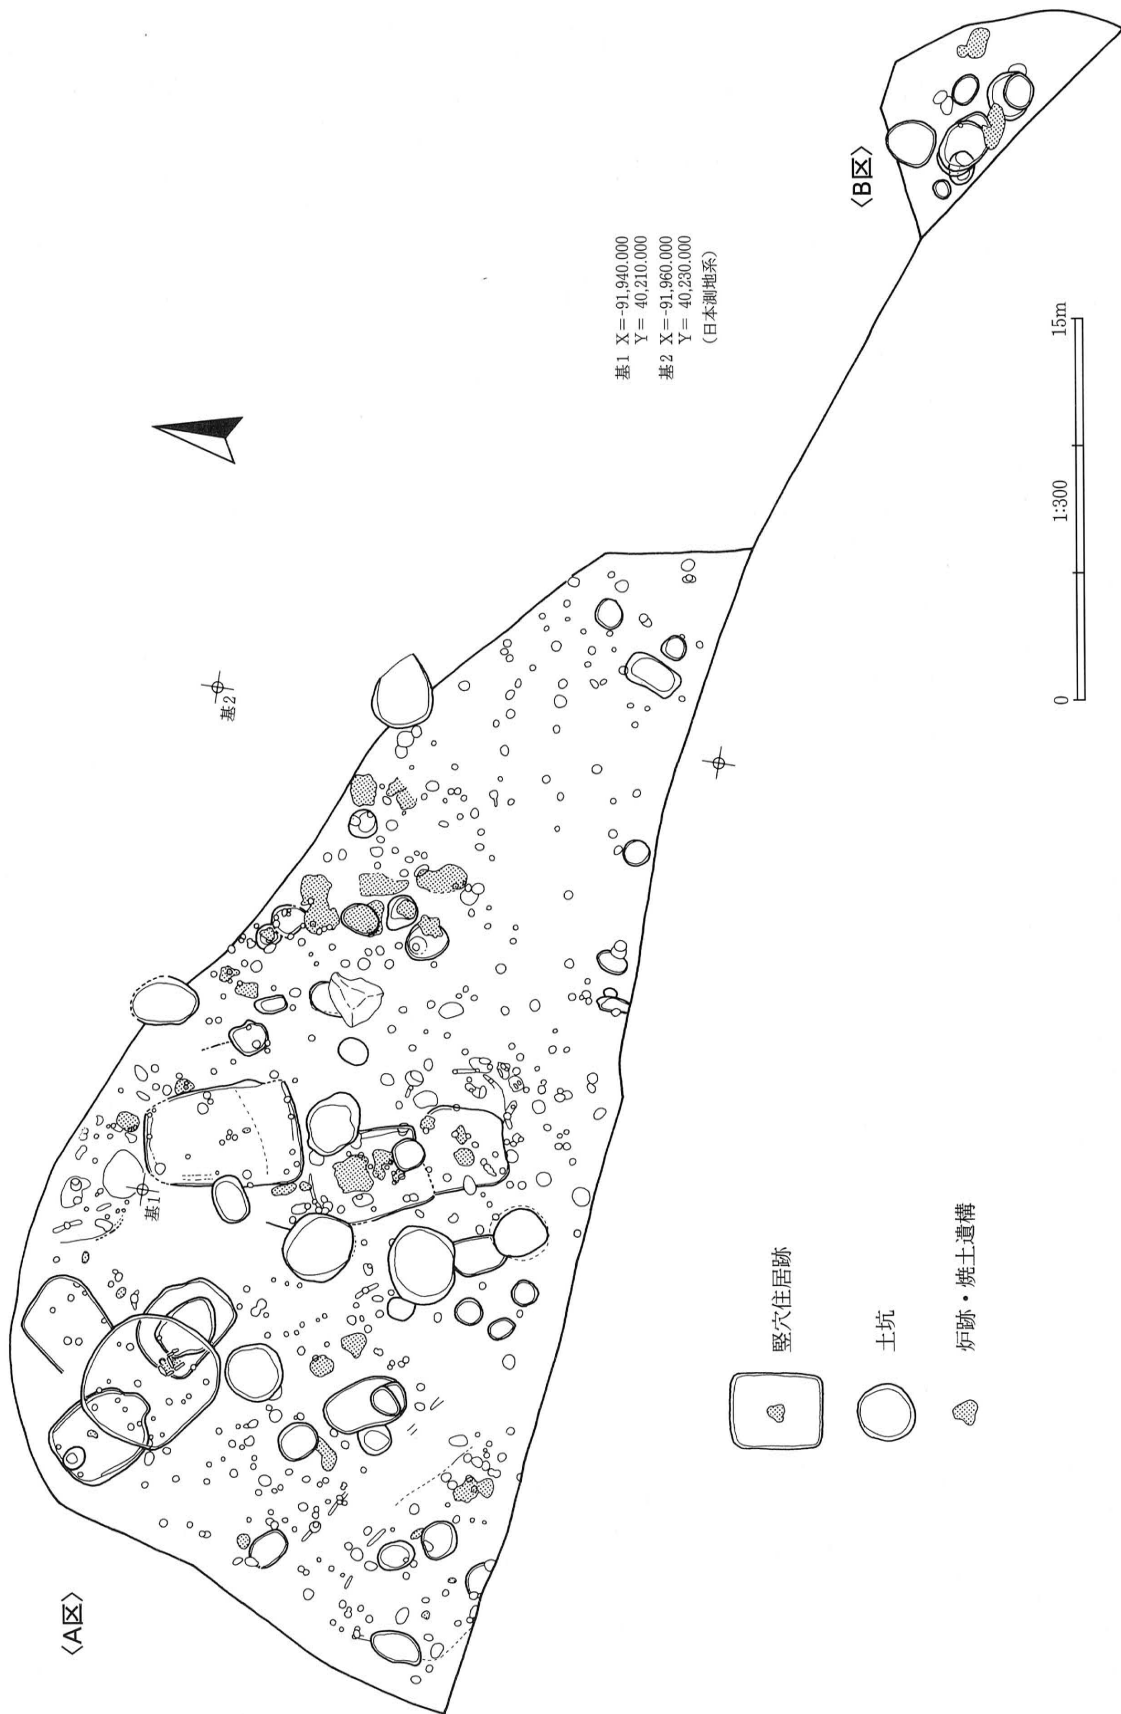 〈A区〉
〈B区〉
基1
基2
基1 X=-91,940.000
Y= 40,210.000
基2 X=-91,960.000
Y= 40,230.000
(日本測地系)
0 1:300 15m
竪穴住居跡
土坑
炉跡・焼土遺構